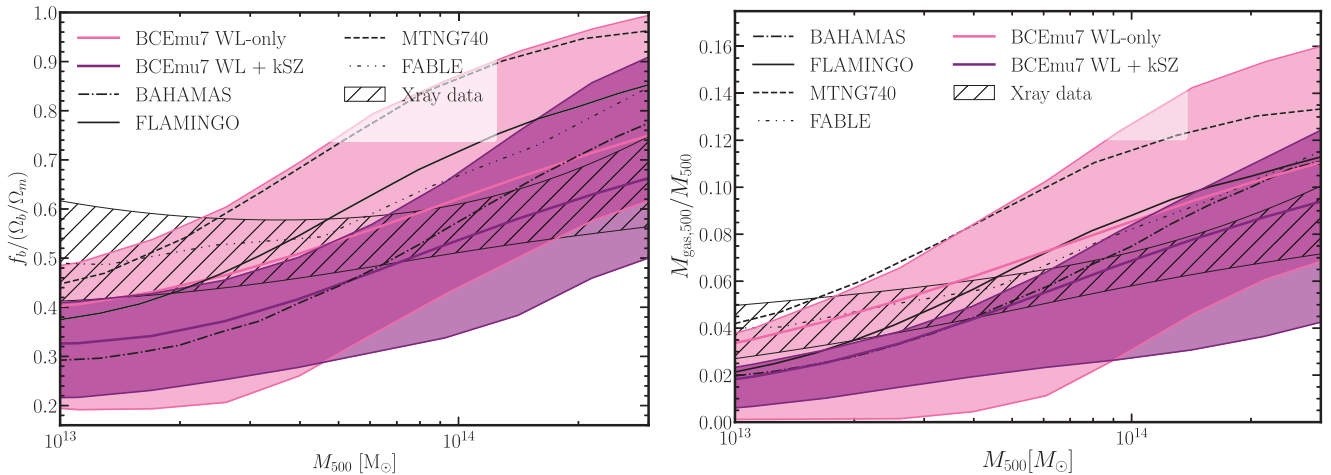 1.0
0.9
0.8
0.7
0.6
0.5
0.4
0.3
0.2
f_b/(Ω_b/Ω_m)
BCEmu7 WL-only
BCEmu7 WL + kSZ
BAHAMAS
FLAMINGO
MTNG740
FABLE
Xray data
10^13
10^14
M_500 [M_⊙]
0.16
0.14
0.12
0.10
0.08
0.06
0.04
0.02
0.00
M_gas,500/M_500
BAHAMAS
FLAMINGO
MTNG740
FABLE
BCEmu7 WL-only
BCEmu7 WL + kSZ
Xray data
10^13
10^14
M_500[M_⊙]